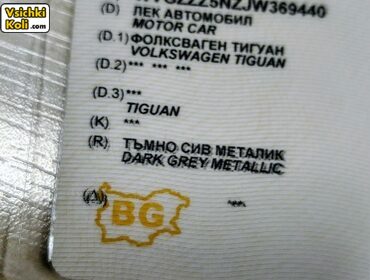 Vsichki
Koli.com
ZZZ5NZJW369440
(D) ЛЕК АВТОМОБИЛ
MOTOR CAR
(D.1) ФОЛКСВАГЕН ТИГУАН
VOLKSWAGEN TIGUAN
(D.2) *** *** ***
(D.3) ***
TIGUAN
(K) ***
(R) ТЪМНО СИВ МЕТАЛИК
DARK GREY METALLIC
(A) ***
BG